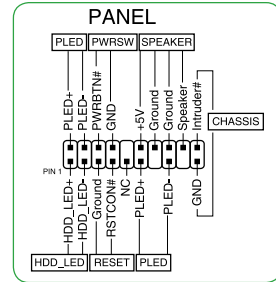 PANEL
PLED PWRSW SPEAKER
PLED+
PLED-
PWRBTN#
GND
+5V
Ground
Ground
Speaker
Intruder#
CHASSIS
PIN 1
HDD_LED+
HDD_LED-
Ground
RSTCON#
NC
PLED+
PLED-
GND
HDD_LED RESET PLED